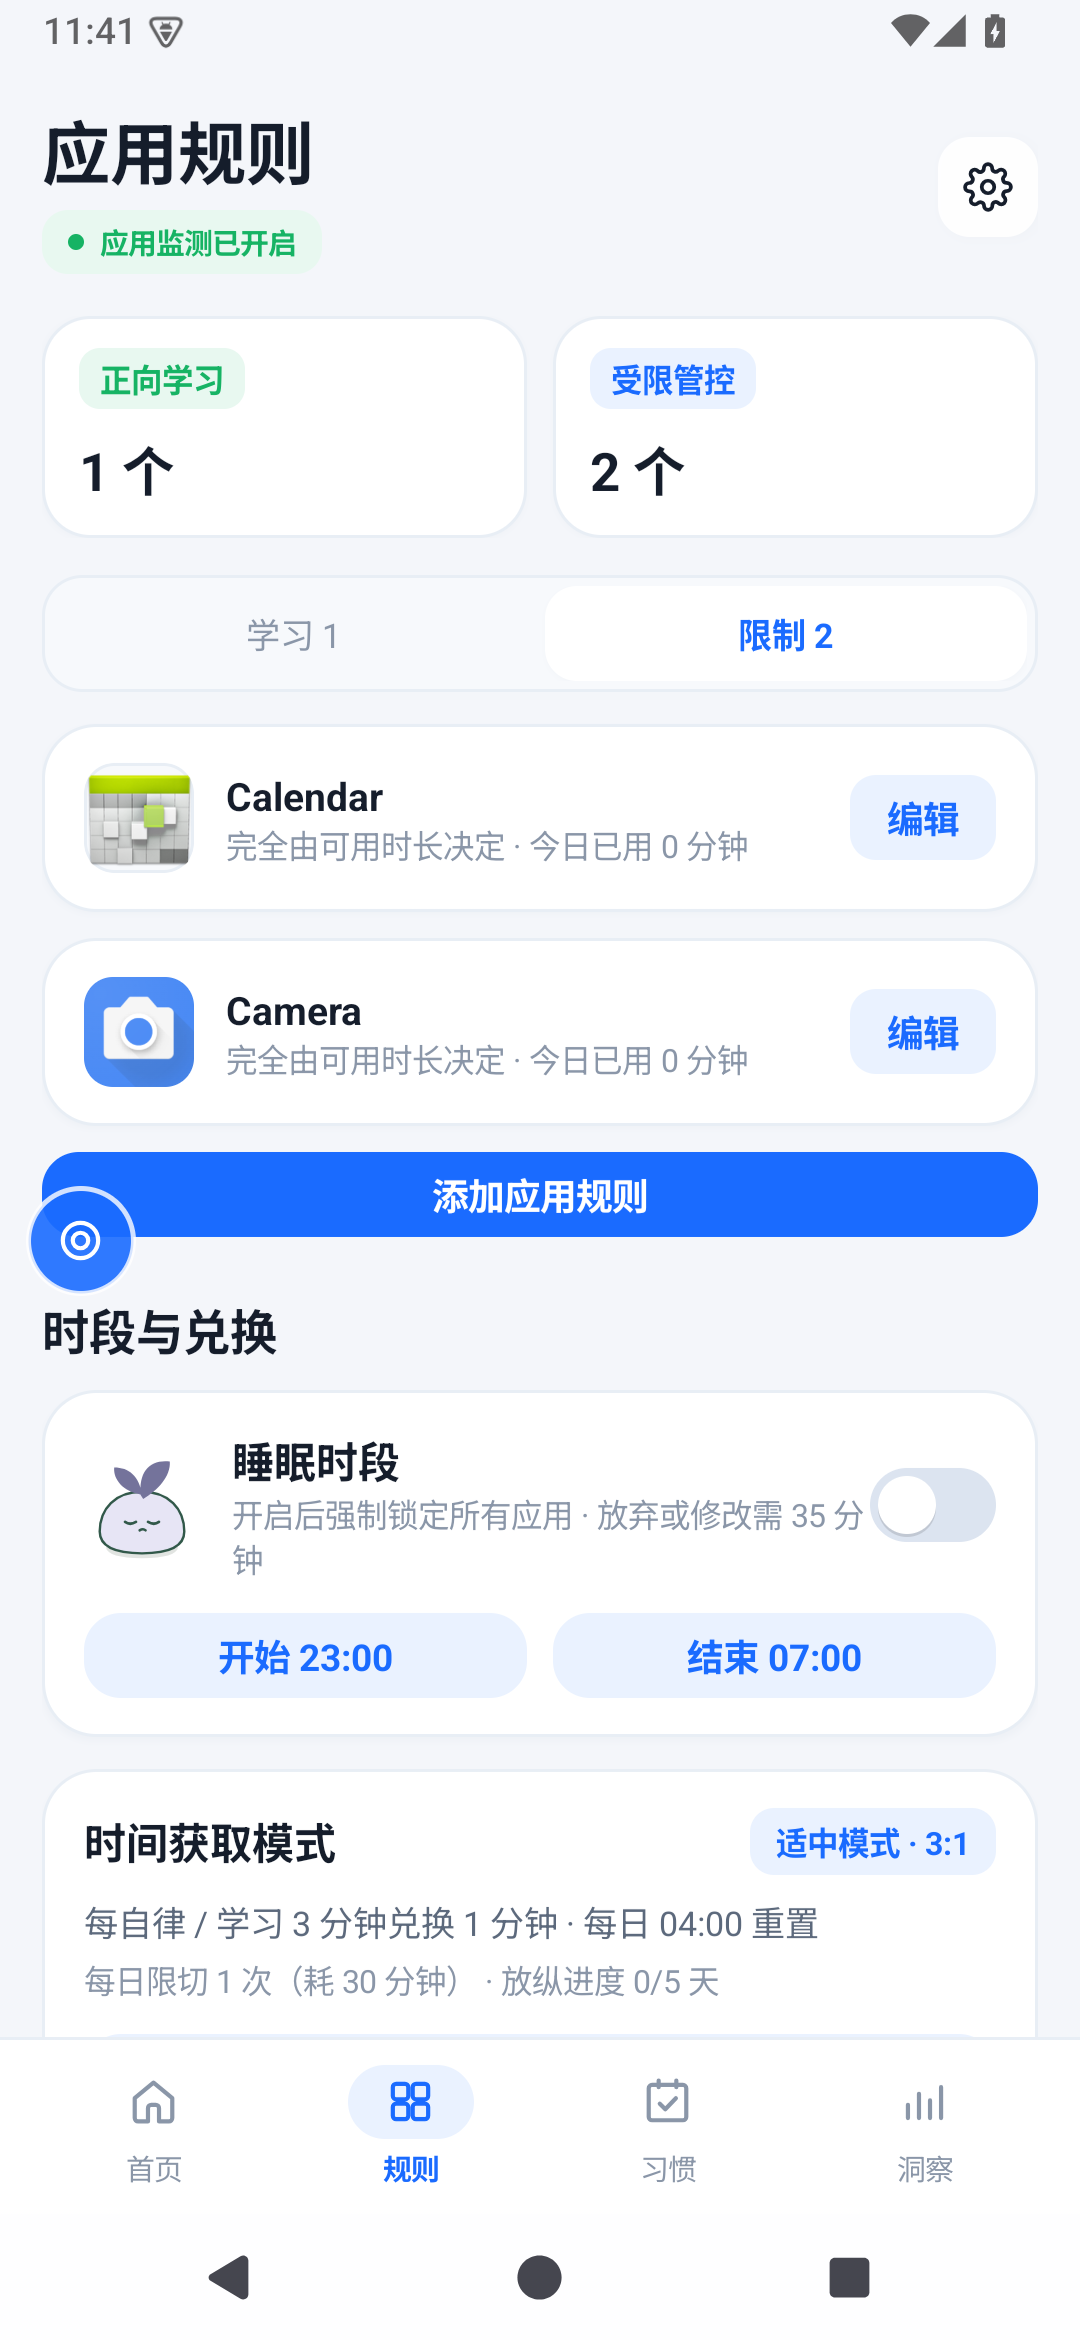 11:41
应用规则
应用监测已开启
正向学习
1 个
受限管控
2 个
学习 1
限制 2
Calendar
完全由可用时长决定 · 今日已用 0 分钟
编辑
Camera
完全由可用时长决定 · 今日已用 0 分钟
编辑
添加应用规则
时段与兑换
睡眠时段
开启后强制锁定所有应用 · 放弃或修改需 35 分
钟
开始 23:00
结束 07:00
时间获取模式
适中模式 · 3:1
每自律 / 学习 3 分钟兑换 1 分钟 · 每日 04:00 重置
每日限切 1 次（耗 30 分钟） · 放纵进度 0/5 天
首页
规则
习惯
洞察